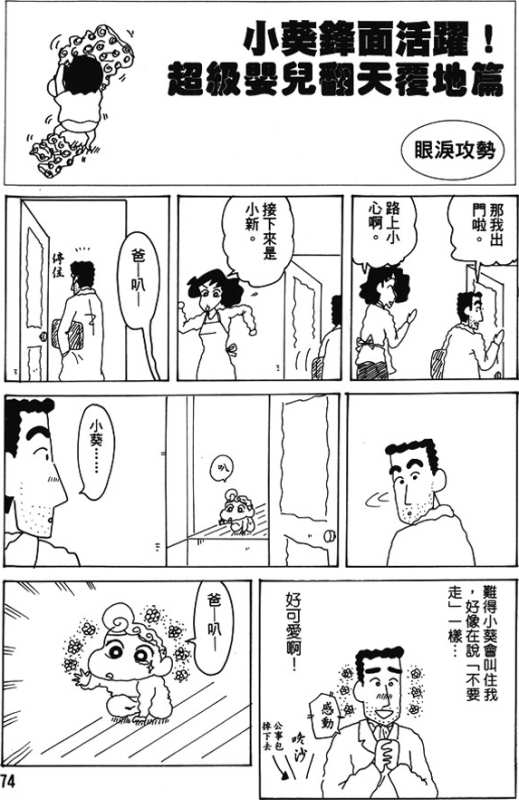 小葵鋒面活躍！
超級嬰兒翻天覆地篇
眼淚攻勢
那我出
門啦。
路上小
心啊。
接下來是
小新。
爸—叭—
停住
叭
小葵……
難得小葵會叫住我
，好像在說「不要
走」一樣…
好可愛啊！
感動
咚沙
公事包
掉下去
爸—叭—
74